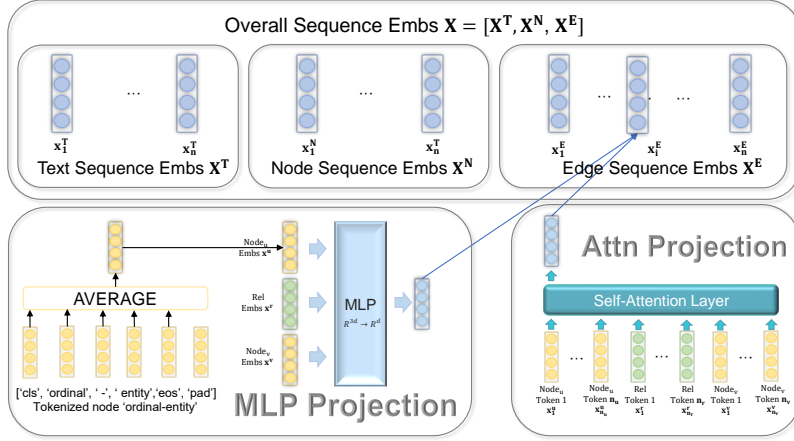 Overall Sequence Embs X = [X^T, X^N, X^E]
... ... ... ...
x_1^T x_n^T x_1^N x_n^T x_1^E x_i^E x_n^E
Text Sequence Embs X^T
Node Sequence Embs X^N
Edge Sequence Embs X^E
Node_u
Embs x^u
Rel
Embs x^r
Node_v
Embs x^v
MLP
R^{3d} → R^d
AVERAGE
['cls', 'ordinal', ' -', ' entity','eos', 'pad']
Tokenized node 'ordinal-entity'
MLP Projection
Attn Projection
Self-Attention Layer
... ... ...
Node_u Node_u Rel Rel Node_v Node_v
Token 1 Token n_u Token 1 Token n_r Token 1 Token n_v
x_1^u x_{n_u}^u x_1^r x_{n_r}^r x_1^v x_{n_v}^v